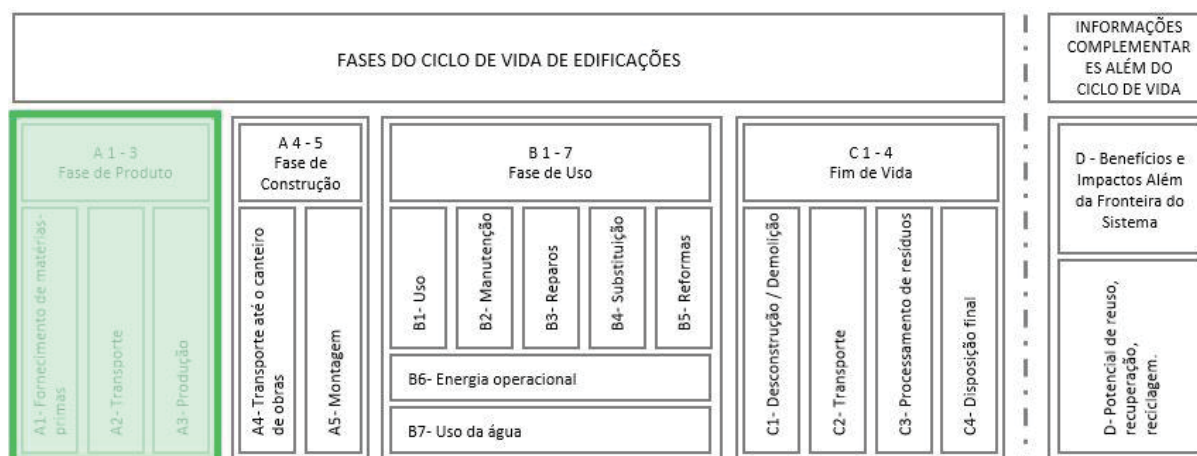 FASES DO CICLO DE VIDA DE EDIFICAÇÕES
INFORMAÇÕES
COMPLEMENTAR
ES ALÉM DO
CICLO DE VIDA
A 1 - 3
Fase de Produto
A1- Fornecimento de matérias-
primas
A2- Transporte
A3- Produção
A 4 - 5
Fase de
Construção
A4- Transporte até o canteiro
de obras
A5- Montagem
B 1 - 7
Fase de Uso
B1- Uso
B2- Manutenção
B3- Reparos
B4- Substituição
B5- Reformas
B6- Energia operacional
B7- Uso da água
C 1 - 4
Fim de Vida
C1- Desconstrução / Demolição
C2- Transporte
C3- Processamento de resíduos
C4- Disposição final
D - Benefícios e
Impactos Além
da Fronteira do
Sistema
D- Potencial de reuso,
recuperação,
reciclagem.